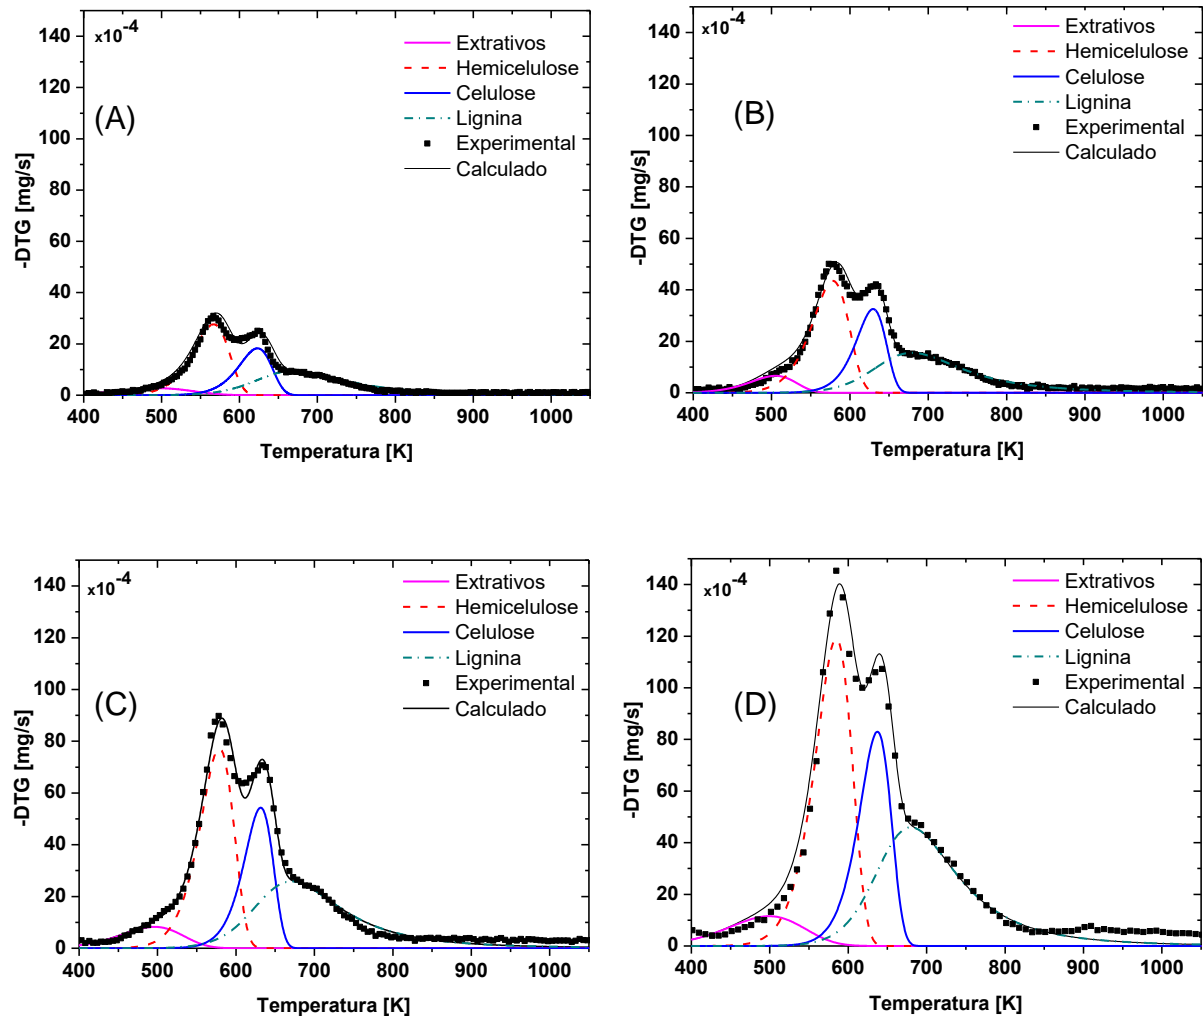 ×10⁻⁴
140
120
100
80
60
40
20
0
-DTG [mg/s]
(A)
Extrativos
Hemicelulose
Celulose
Lignina
Experimental
Calculado
400 500 600 700 800 900 1000
Temperatura [K]
×10⁻⁴
140
120
100
80
60
40
20
0
-DTG [mg/s]
(B)
Extrativos
Hemicelulose
Celulose
Lignina
Experimental
Calculado
400 500 600 700 800 900 1000
Temperatura [K]
×10⁻⁴
140
120
100
80
60
40
20
0
-DTG [mg/s]
(C)
Extrativos
Hemicelulose
Celulose
Lignina
Experimental
Calculado
400 500 600 700 800 900 1000
Temperatura [K]
×10⁻⁴
140
120
100
80
60
40
20
0
-DTG [mg/s]
(D)
Extrativos
Hemicelulose
Celulose
Lignina
Experimental
Calculado
400 500 600 700 800 900 1000
Temperatura [K]